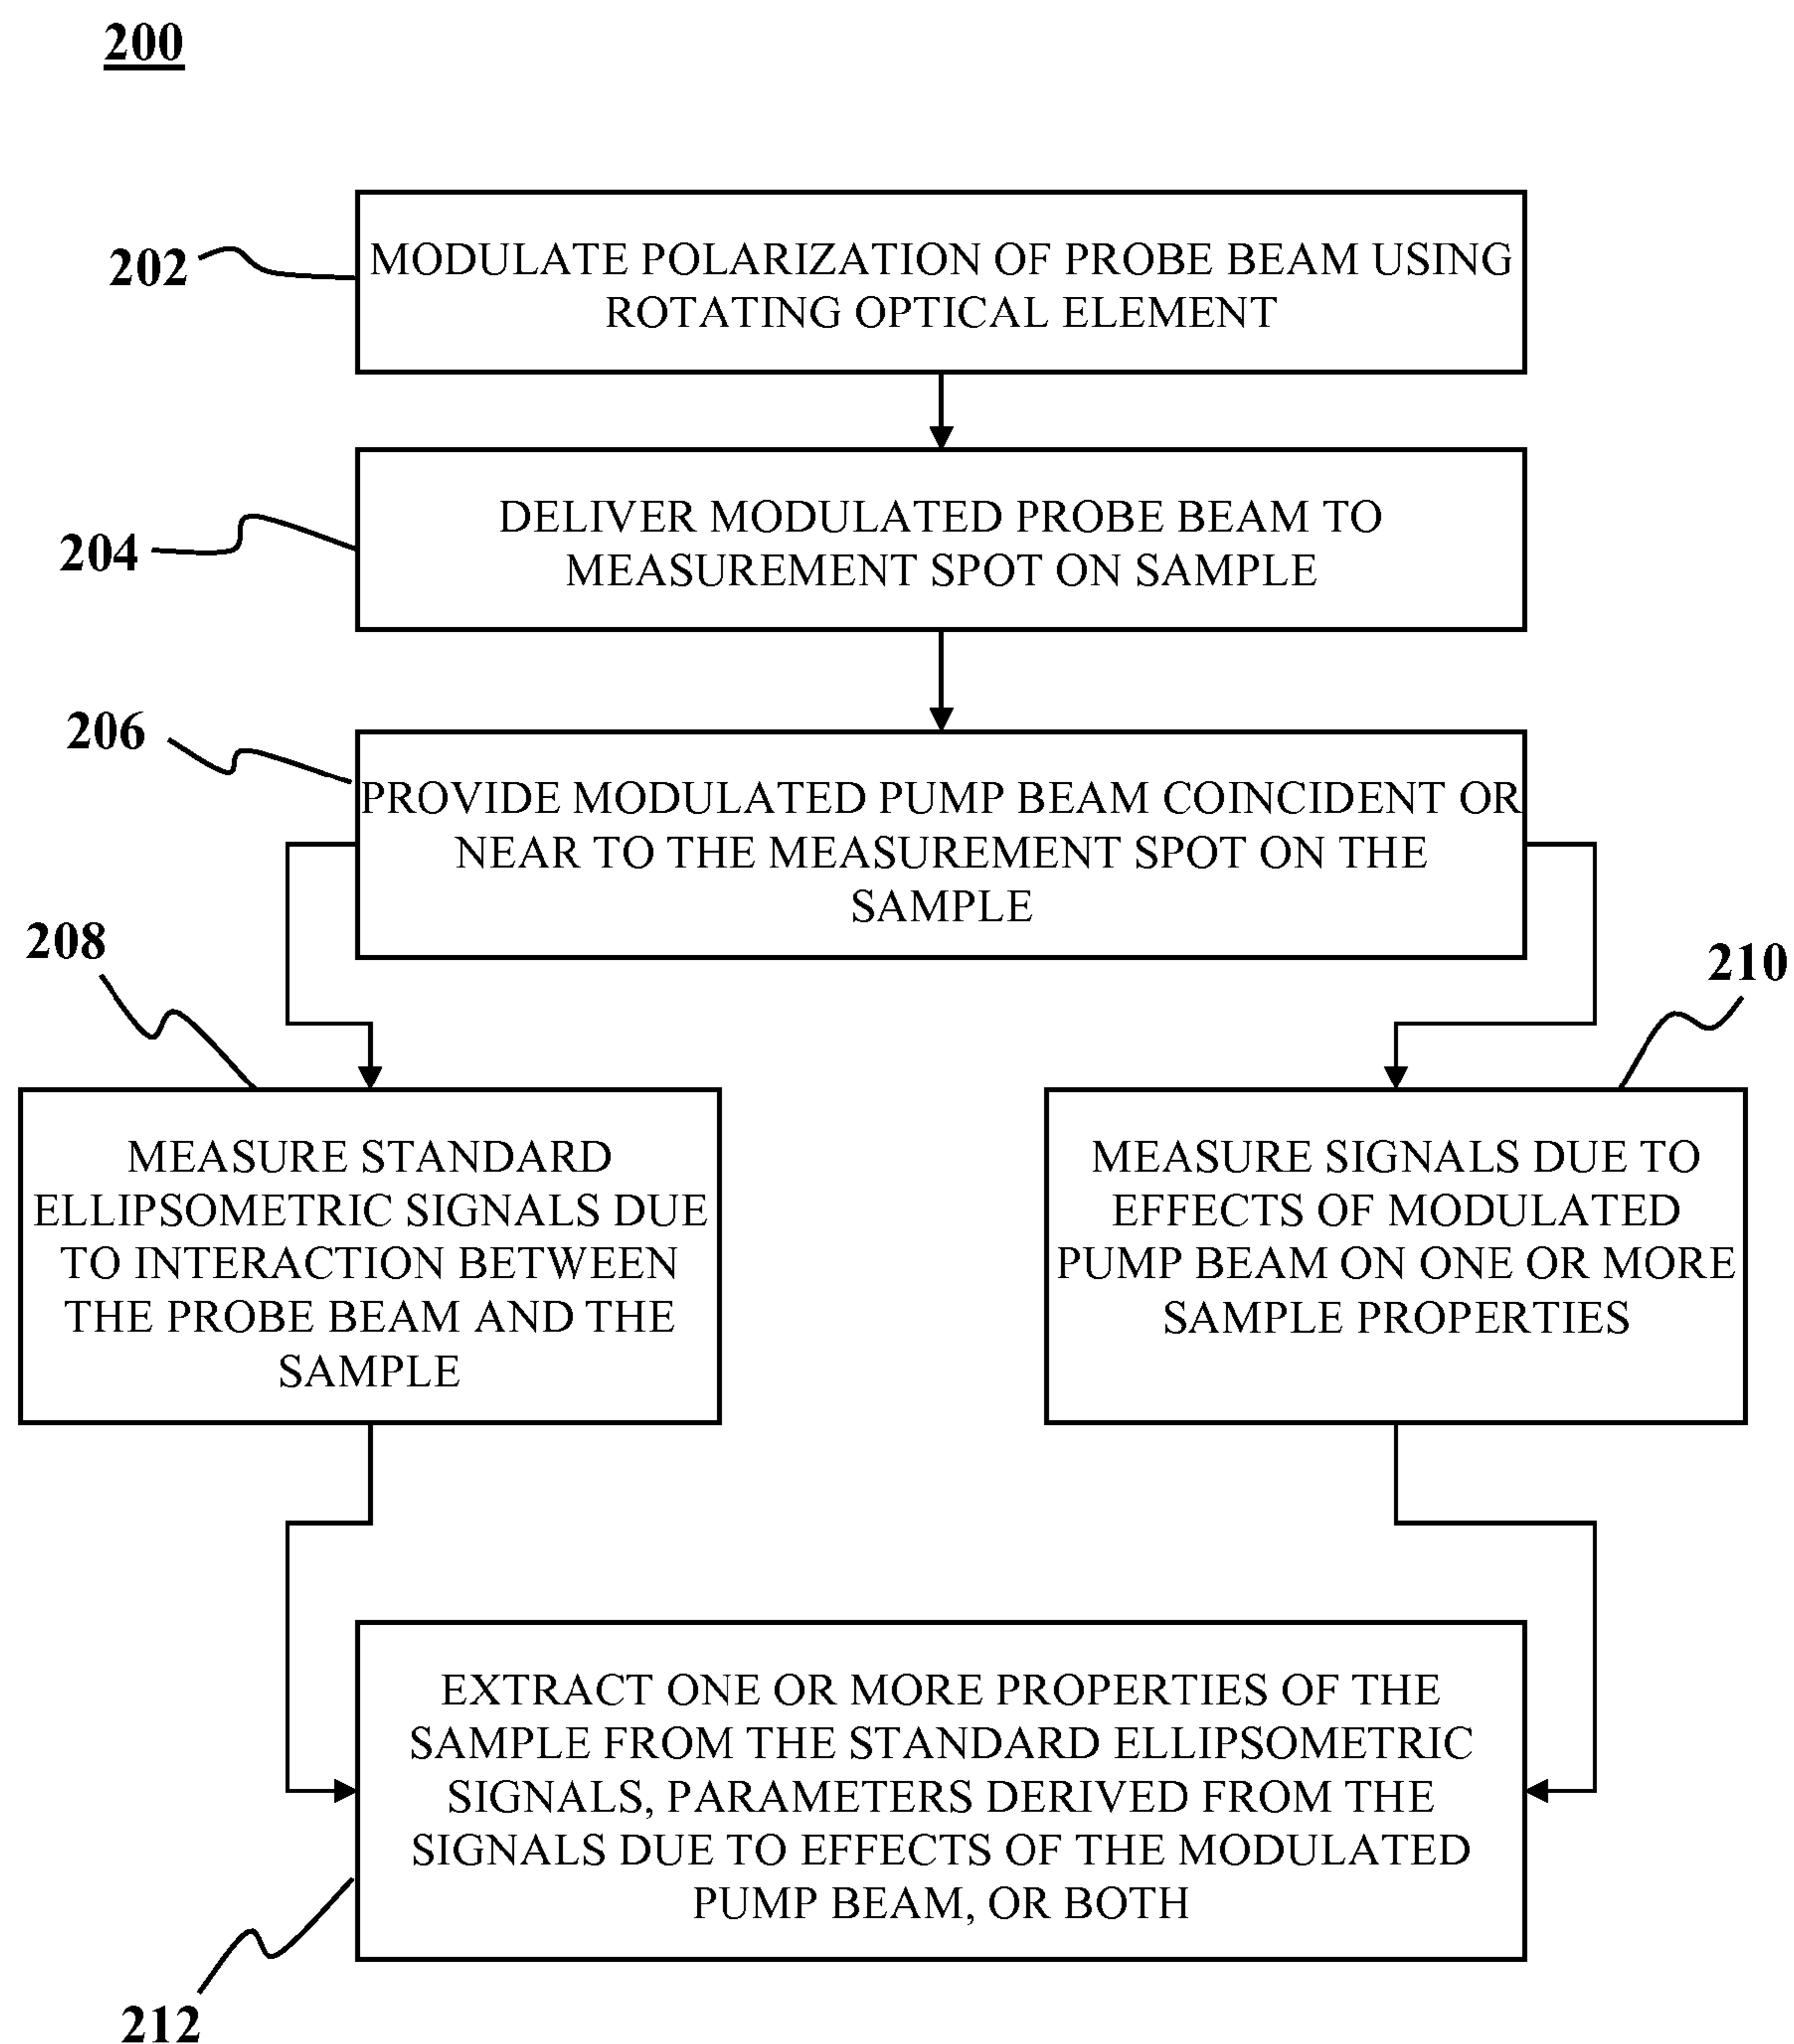 200
202
MODULATE POLARIZATION OF PROBE BEAM USING
ROTATING OPTICAL ELEMENT
204
DELIVER MODULATED PROBE BEAM TO
MEASUREMENT SPOT ON SAMPLE
206
PROVIDE MODULATED PUMP BEAM COINCIDENT OR
NEAR TO THE MEASUREMENT SPOT ON THE
SAMPLE
208
210
MEASURE STANDARD
ELLIPSOMETRIC SIGNALS DUE
TO INTERACTION BETWEEN
THE PROBE BEAM AND THE
SAMPLE
MEASURE SIGNALS DUE TO
EFFECTS OF MODULATED
PUMP BEAM ON ONE OR MORE
SAMPLE PROPERTIES
EXTRACT ONE OR MORE PROPERTIES OF THE
SAMPLE FROM THE STANDARD ELLIPSOMETRIC
SIGNALS, PARAMETERS DERIVED FROM THE
SIGNALS DUE TO EFFECTS OF THE MODULATED
PUMP BEAM, OR BOTH
212